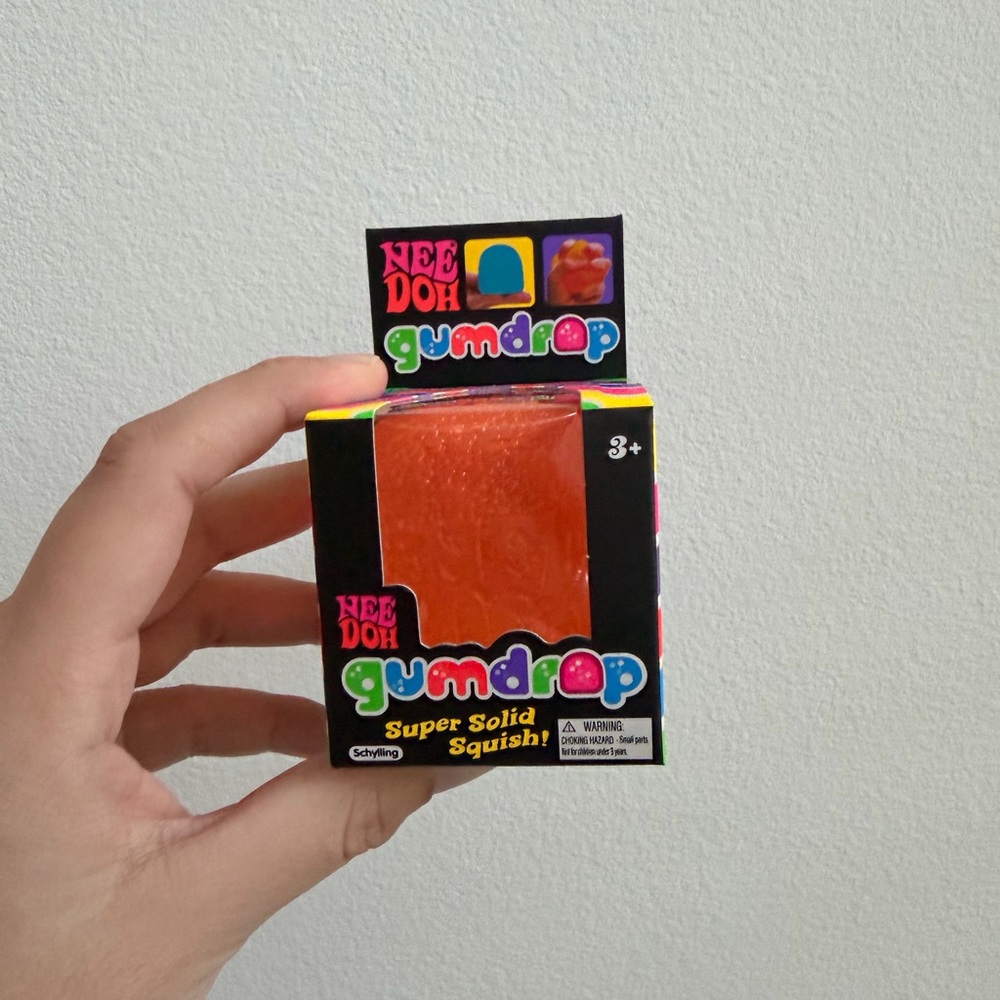 NEE
DOH
gumdrop
3+
NEE
DOH
gumdrop
Super Solid
Squish!
Schylling
WARNING:
CHOKING HAZARD - Small parts
Not for children under 3 years.